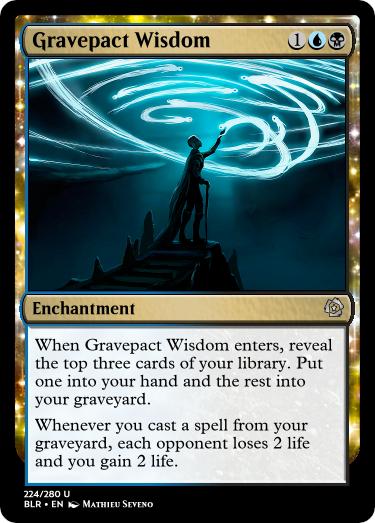 Gravepact Wisdom 1
Enchantment
When Gravepact Wisdom enters, reveal
the top three cards of your library. Put
one into your hand and the rest into
your graveyard.
Whenever you cast a spell from your
graveyard, each opponent loses 2 life
and you gain 2 life.
224/280 U
BLR • EN Mathieu Seveno